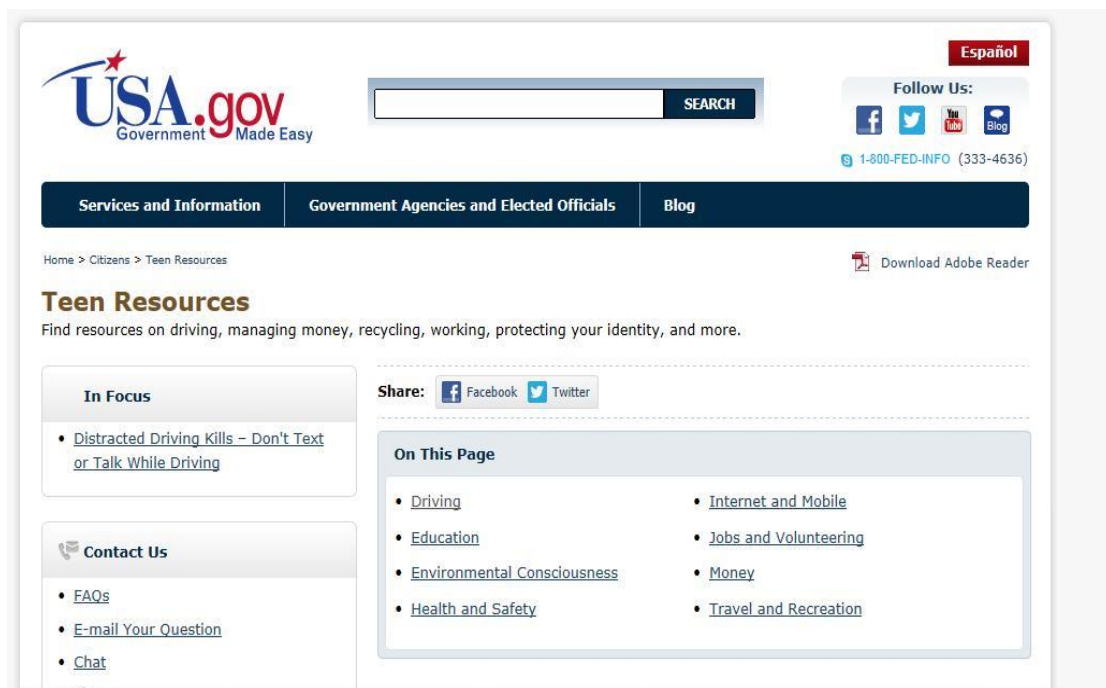 Español
USA.gov
Government Made Easy
SEARCH
Follow Us:
You Tube
Blog
1-800-FED-INFO (333-4636)
Services and Information
Government Agencies and Elected Officials
Blog
Home > Citizens > Teen Resources
Download Adobe Reader
Teen Resources
Find resources on driving, managing money, recycling, working, protecting your identity, and more.
In Focus
• Distracted Driving Kills – Don't Text
or Talk While Driving
Contact Us
• FAQs
• E-mail Your Question
• Chat
Share: Facebook Twitter
On This Page
• Driving
• Education
• Environmental Consciousness
• Health and Safety
• Internet and Mobile
• Jobs and Volunteering
• Money
• Travel and Recreation